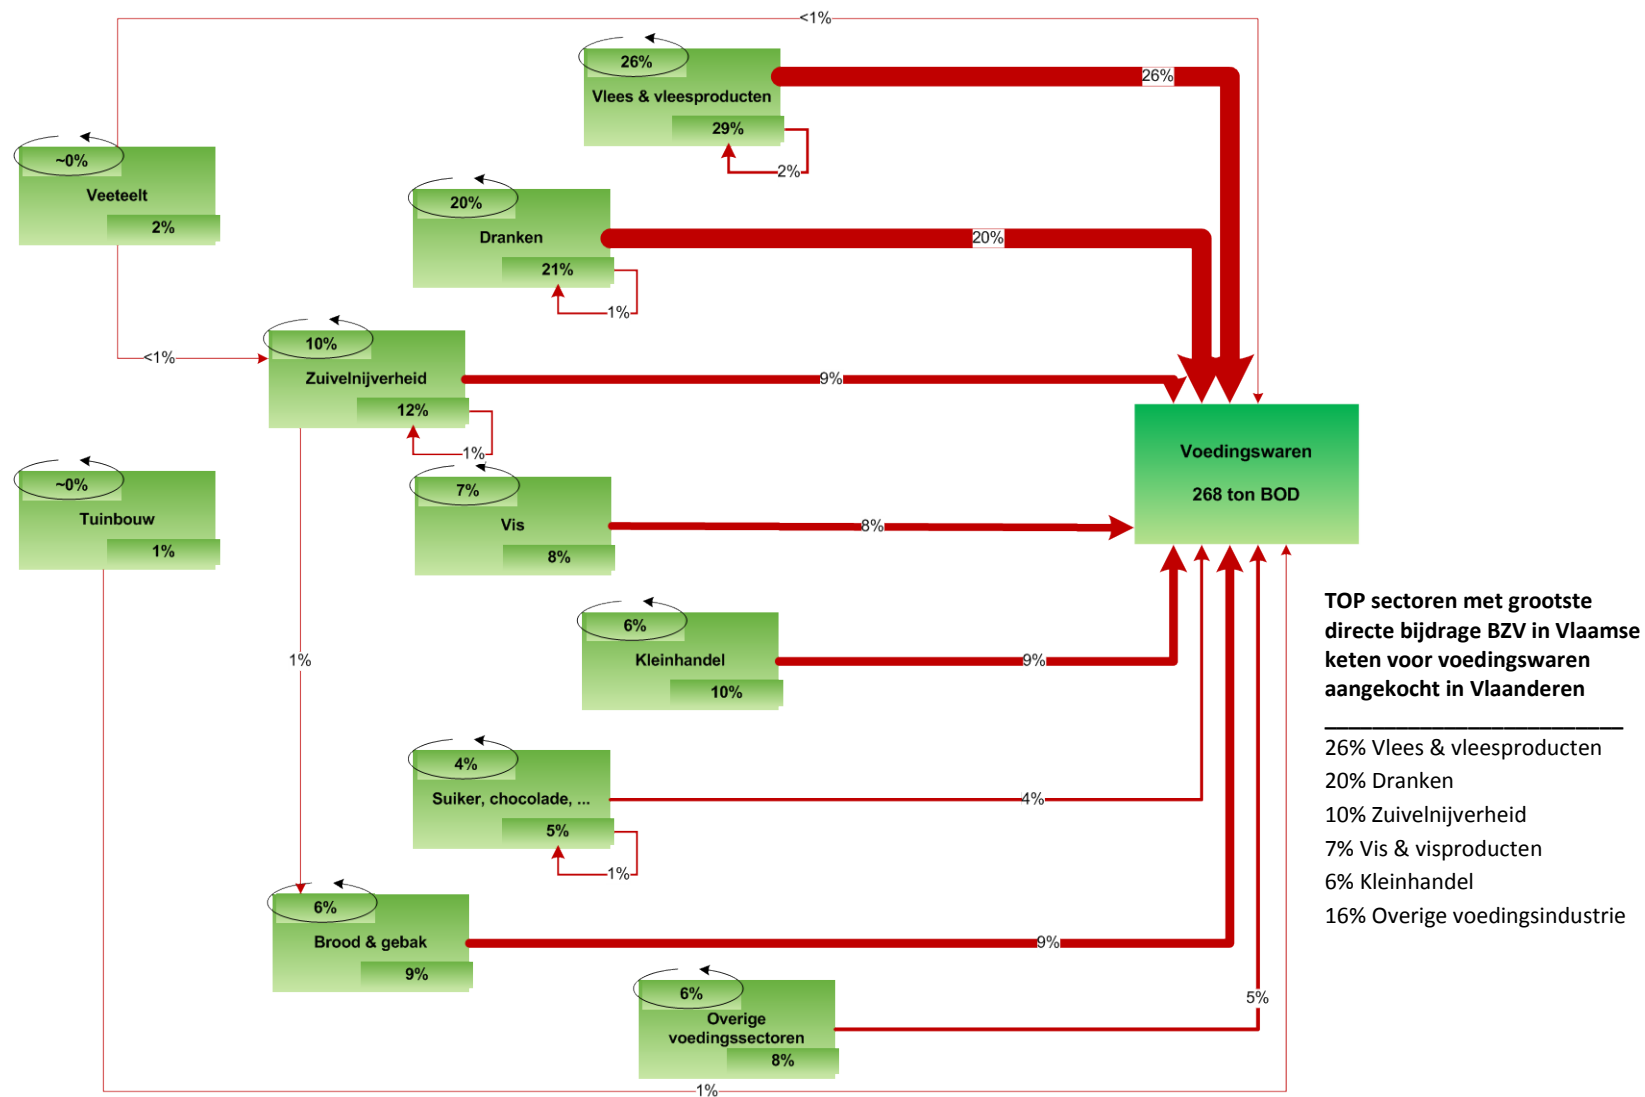 <1%
26%
Vlees & vleesproducten
29%
26%
2%
~0%
Veeteelt
2%
20%
Dranken
21%
20%
1%
<1%
10%
Zuivelnijverheid
12%
9%
1%
Voedingswaren
268 ton BOD
~0%
Tuinbouw
1%
7%
Vis
8%
8%
6%
Kleinhandel
10%
9%
1%
4%
Suiker, chocolade, ...
5%
4%
1%
6%
Brood & gebak
9%
9%
6%
Overige
voedingssectoren
8%
5%
1%
TOP sectoren met grootste
directe bijdrage BZV in Vlaamse
keten voor voedingswaren
aangekocht in Vlaanderen
26% Vlees & vleesproducten
20% Dranken
10% Zuivelnijverheid
7% Vis & visproducten
6% Kleinhandel
16% Overige voedingsindustrie